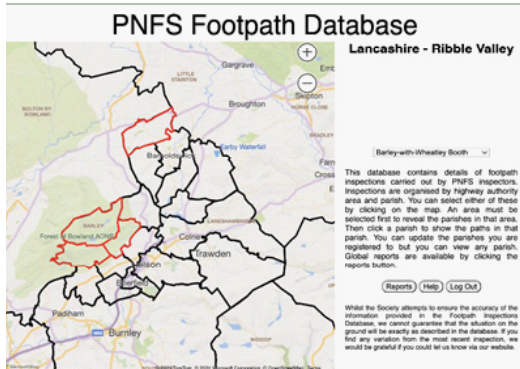 PNFS Footpath Database
Lancashire - Ribble Valley
Gargrave
LITTLE
STAINTON
Broughton
Skipton
BOLTON BY
BOWLAND
BRADLEY
Earby Waterfall
BARLEY
Forest of Bowland AONB
LANESHAWBRIDGE
Colne
Trawden
Nelson
Brierfield
Padiham
Burnley
WIDDOP
Barley-with-Wheatley Booth
This database contains details of footpath
inspections carried out by PNFS inspectors.
Inspections are organised by highway authority
area and parish. You can select either of these
by clicking on the map. An area must be
selected first to reveal the parishes in that area.
Then click a parish to show the paths in that
parish. You can update the parishes you are
registered to but you can view any parish.
Global reports are available by clicking the
reports button.
Reports Help Log Out
Whilst the Society attempts to ensure the accuracy of the
information provided in the Footpath Inspections
Database, we cannot guarantee that the situation on the
ground will be exactly as described in the database. If you
find any variation from the most recent inspection, we
would be grateful if you could let us know via our website.